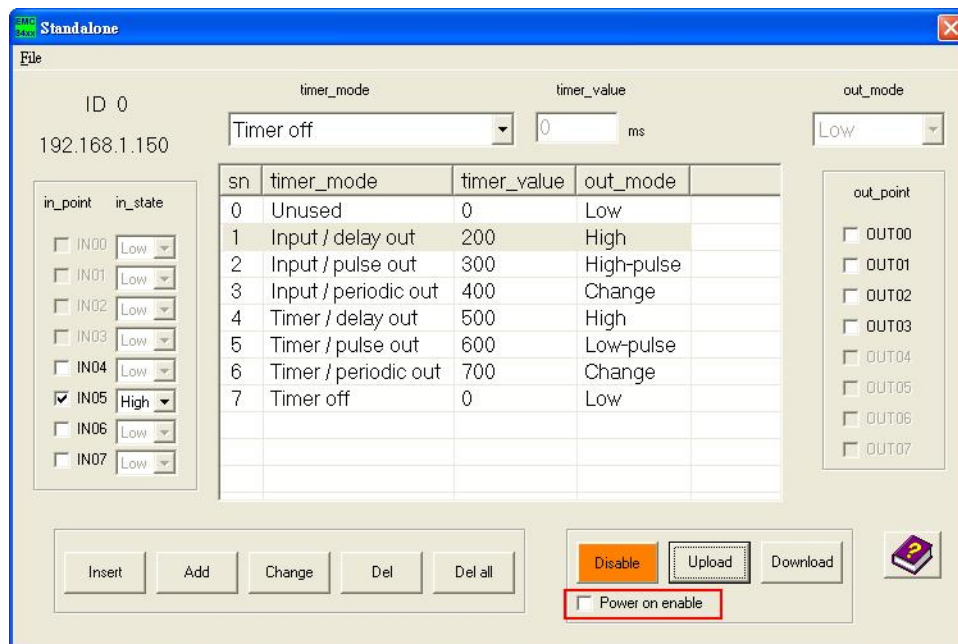 EMC
84xx
Standalone
File
ID 0
192.168.1.150
timer_mode
Timer off
timer_value
0 ms
out_mode
Low
in_point in_state
IN00 Low
IN01 Low
IN02 Low
IN03 Low
IN04 Low
IN05 High
IN06 Low
IN07 Low
sn timer_mode timer_value out_mode
0 Unused 0 Low
1 Input / delay out 200 High
2 Input / pulse out 300 High-pulse
3 Input / periodic out 400 Change
4 Timer / delay out 500 High
5 Timer / pulse out 600 Low-pulse
6 Timer / periodic out 700 Change
7 Timer off 0 Low
out_point
OUT00
OUT01
OUT02
OUT03
OUT04
OUT05
OUT06
OUT07
Insert Add Change Del Del all
Disable Upload Download
Power on enable
?